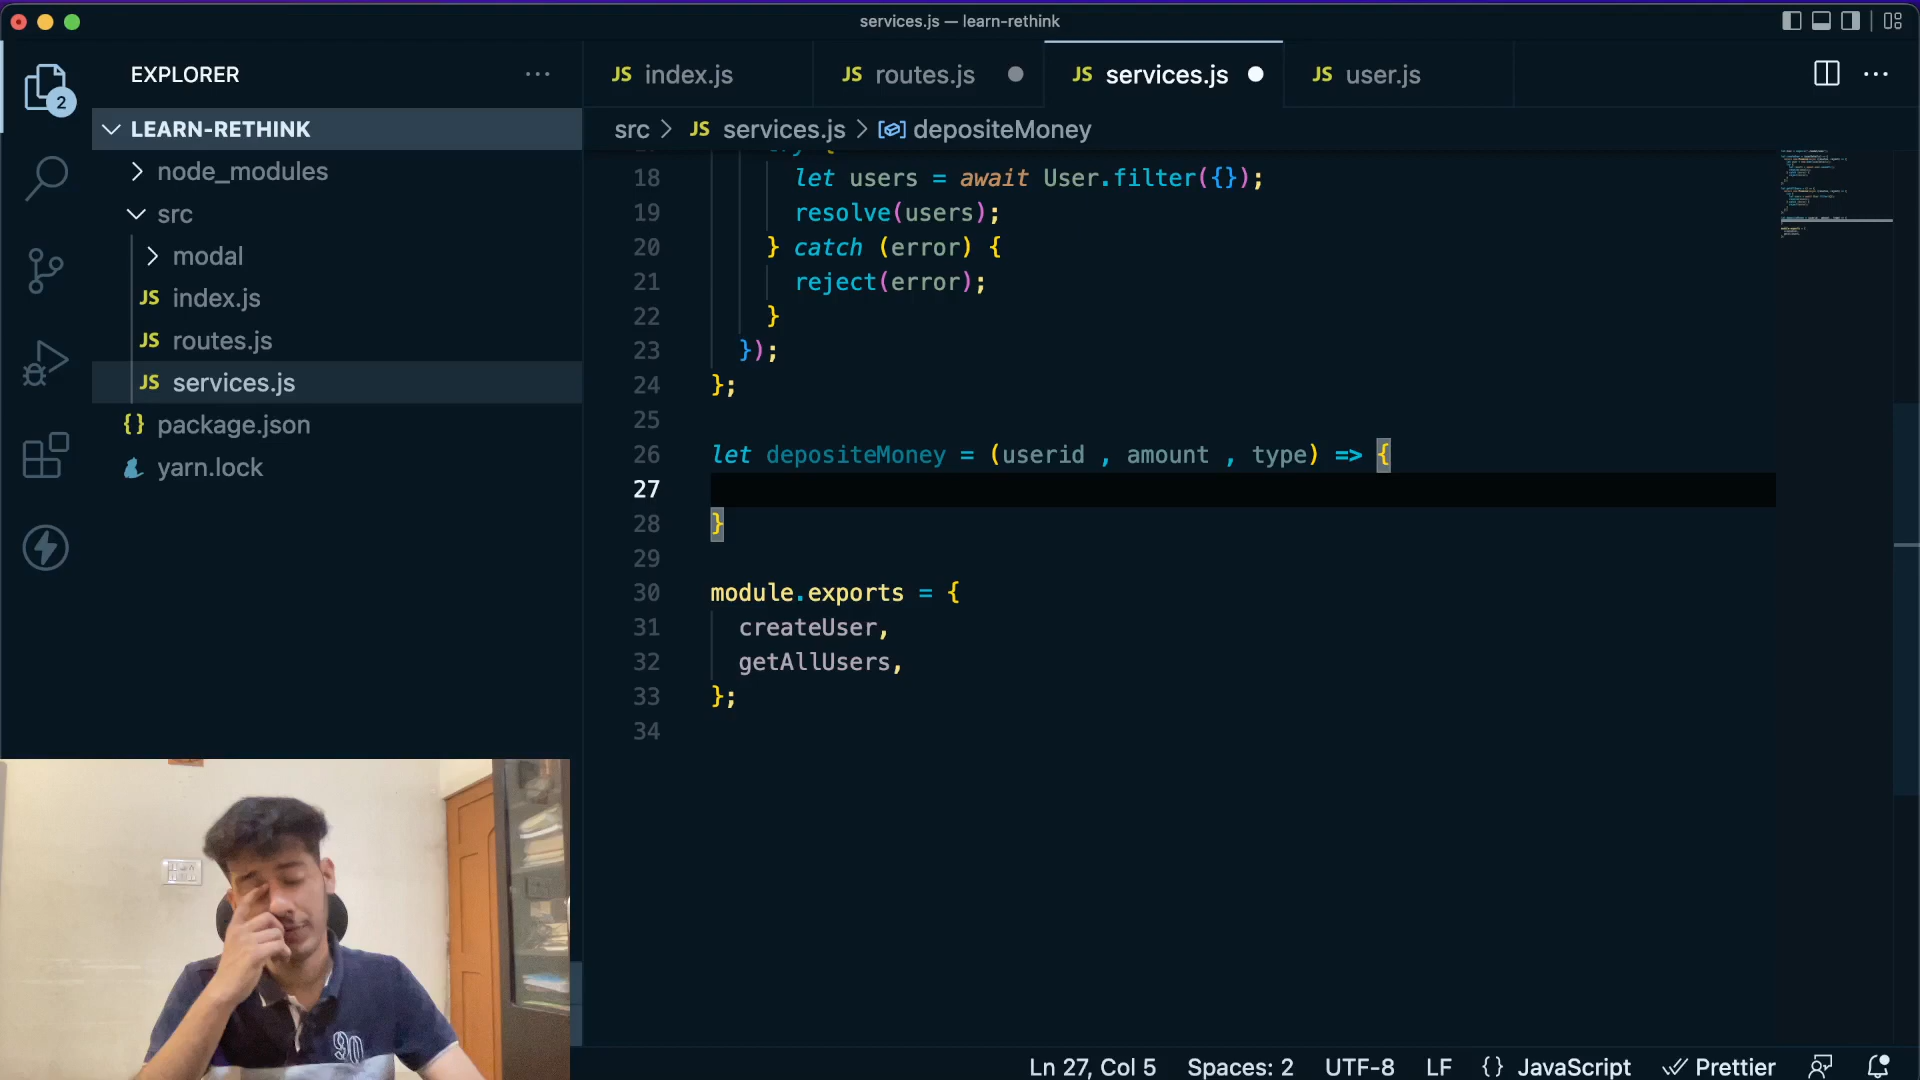 services.js — learn-rethink
EXPLORER
2
LEARN-RETHINK
node_modules
src
modal
JS index.js
JS routes.js
JS services.js
{} package.json
yarn.lock
JS index.js
JS routes.js
JS services.js
JS user.js
src > JS services.js > depositeMoney
18 let users = await User.filter({});
19 resolve(users);
20 } catch (error) {
21 reject(error);
22 }
23 });
24 };
25
26 let depositeMoney = (userid , amount , type) => {
27
28 }
29
30 module.exports = {
31 createUser,
32 getAllUsers,
33 };
34
Ln 27, Col 5 Spaces: 2 UTF-8 LF {} JavaScript Prettier